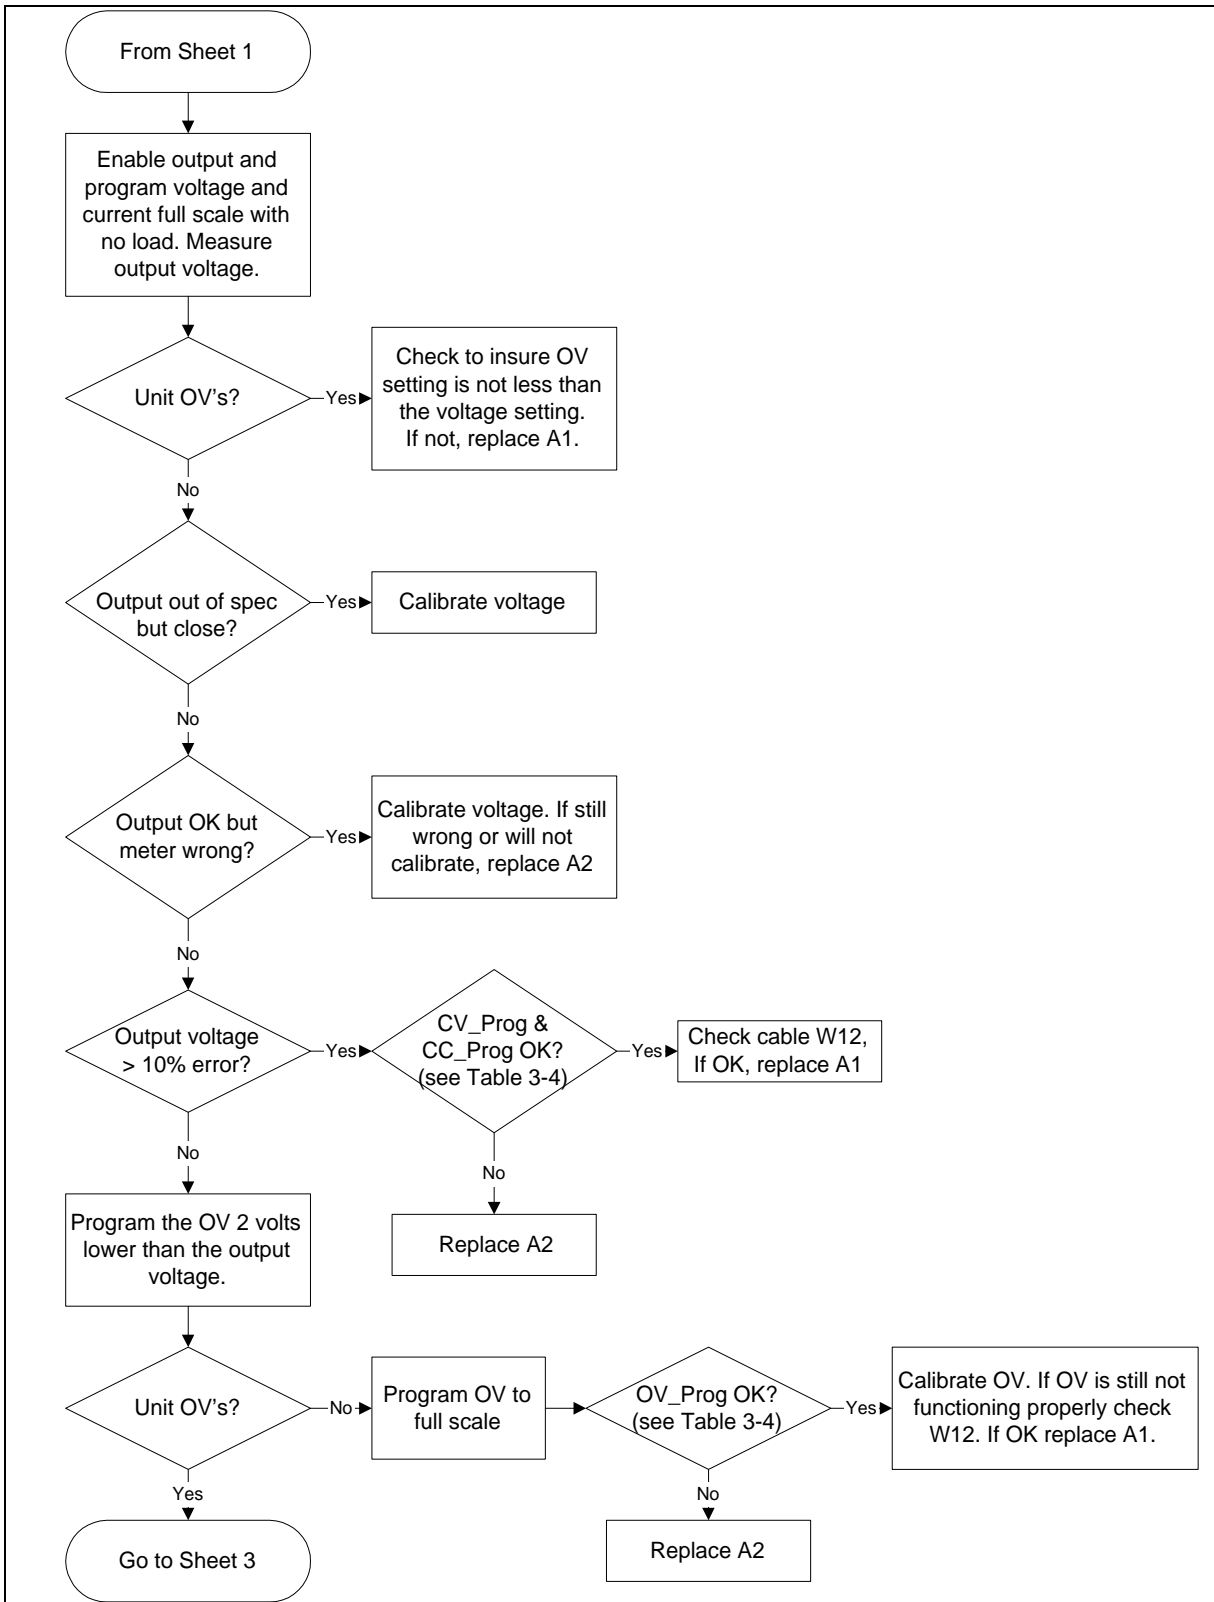 From Sheet 1
Enable output and
program voltage and
current full scale with
no load. Measure
output voltage.
Unit OV's?
Yes
Check to insure OV
setting is not less than
the voltage setting.
If not, replace A1.
No
Output out of spec
but close?
Yes
Calibrate voltage
No
Output OK but
meter wrong?
Yes
Calibrate voltage. If still
wrong or will not
calibrate, replace A2
No
Output voltage
> 10% error?
Yes
CV_Prog &
CC_Prog OK?
(see Table 3-4)
Yes
Check cable W12,
If OK, replace A1
No
Replace A2
No
Program the OV 2 volts
lower than the output
voltage.
Unit OV's?
No
Program OV to
full scale
OV_Prog OK?
(see Table 3-4)
Yes
Calibrate OV. If OV is still not
functioning properly check
W12. If OK replace A1.
No
Replace A2
Yes
Go to Sheet 3